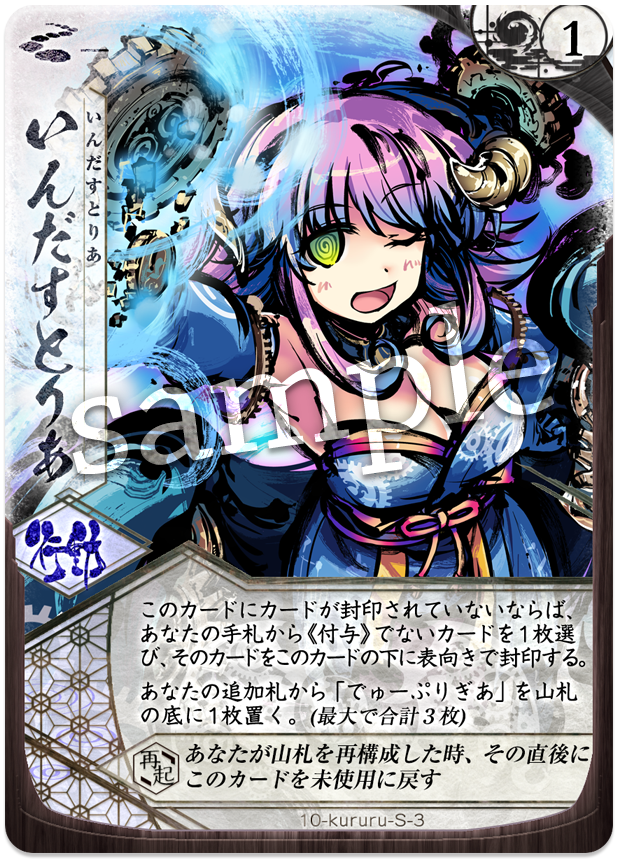 1
いんだすとりあ
いんだすとりあ
sample
行動
このカードにカードが封印されていないならば、
あなたの手札から《付与》でないカードを1枚選
び、そのカードをこのカードの下に表向きで封印する。
あなたの追加札から「でゅーぷりぎあ」を山札
の底に1枚置く。(最大で合計3枚)
再起
あなたが山札を再構成した時、その直後に
このカードを未使用に戻す
10-kururu-S-3